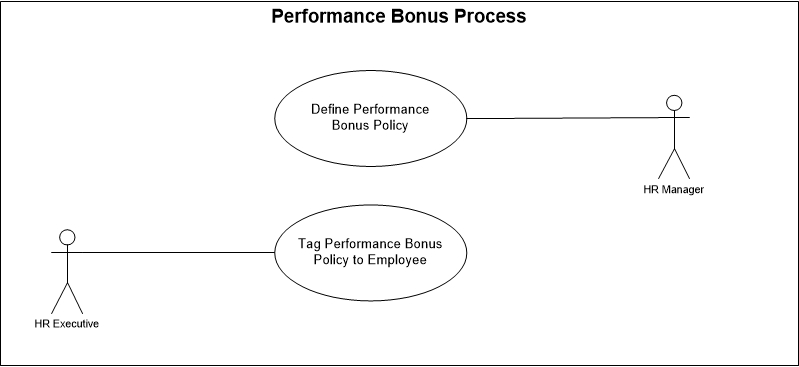 Performance Bonus Process
Define Performance
Bonus Policy
HR Manager
Tag Performance Bonus
Policy to Employee
HR Executive